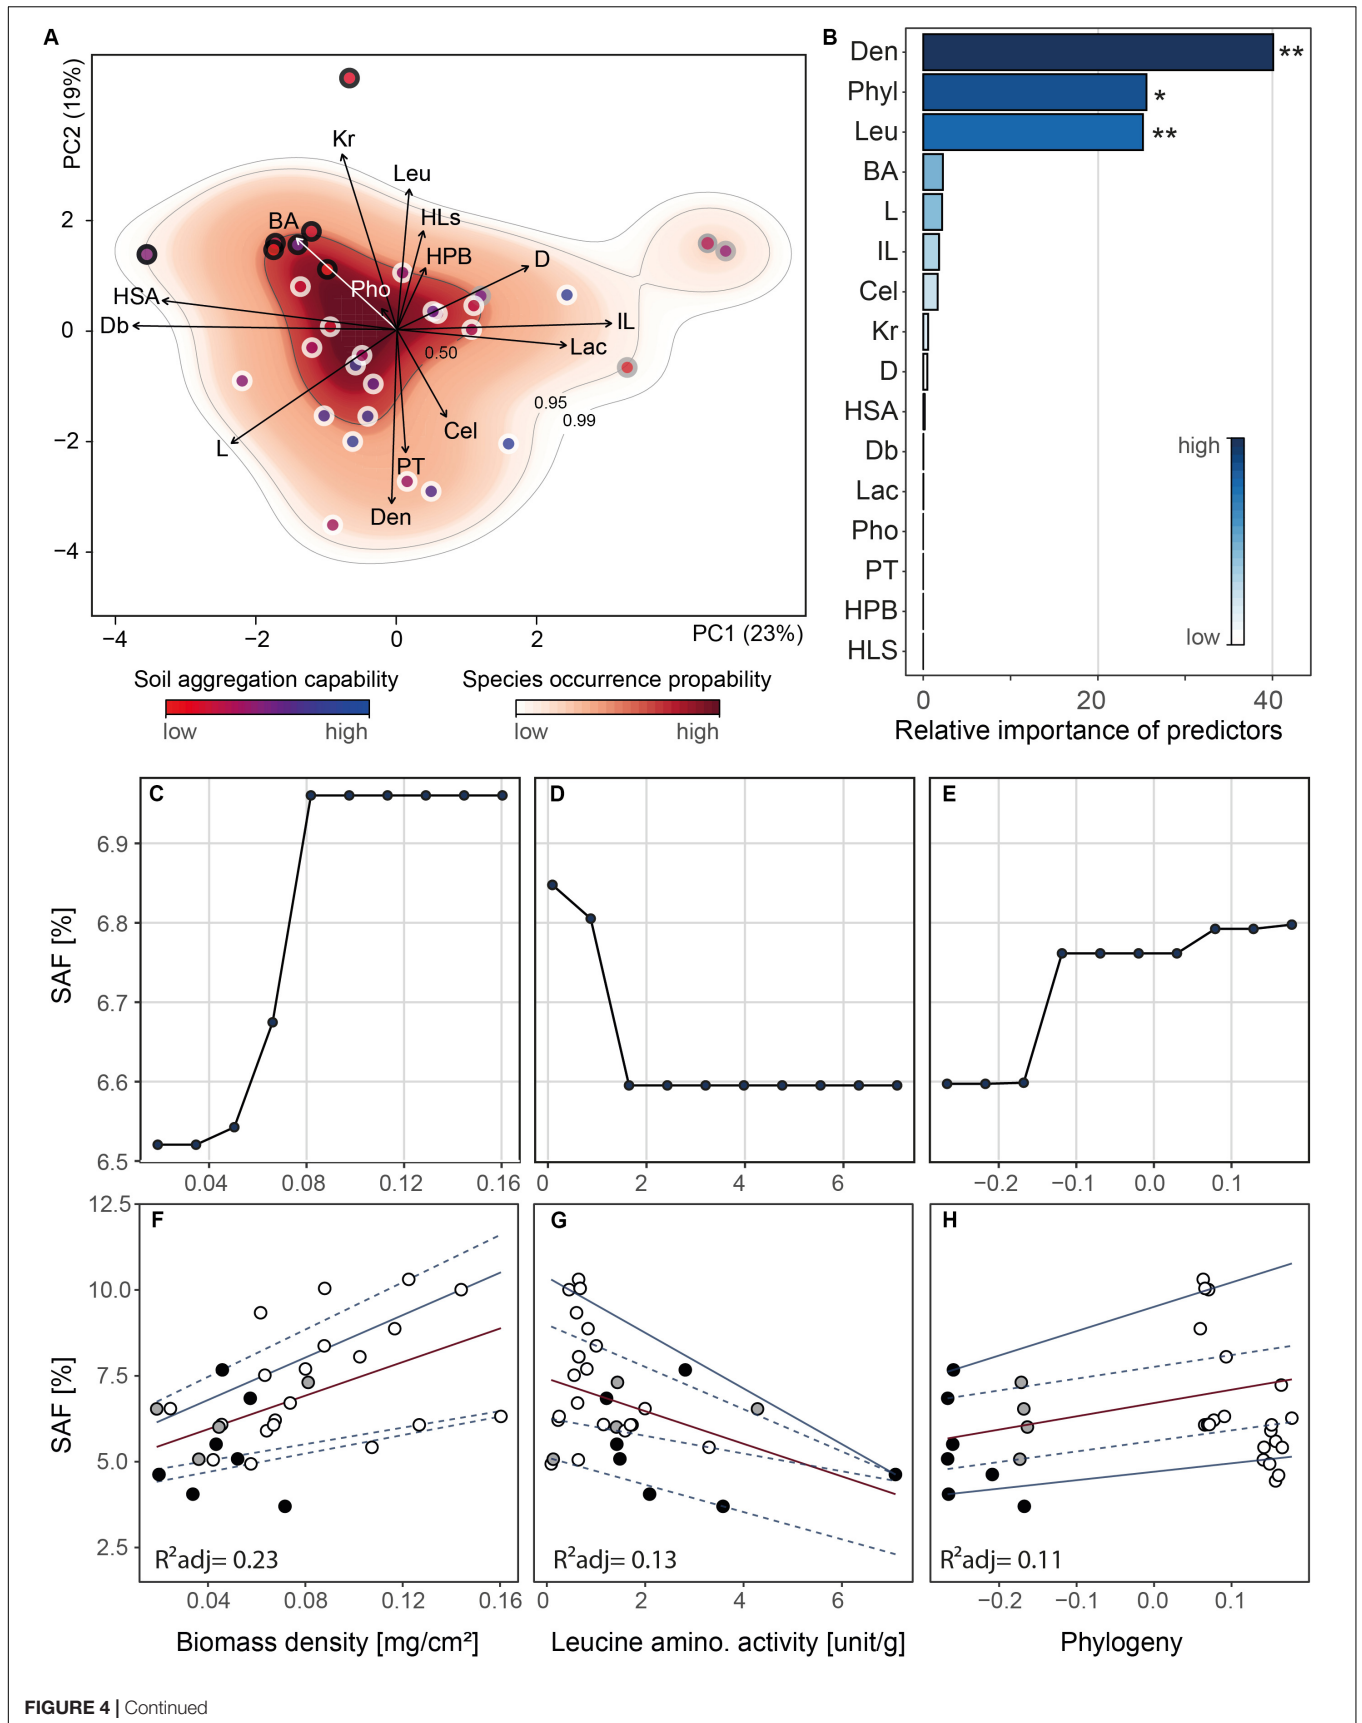 A
PC2 (19%)
2
0
−2
−4
−4
−2
0
2
PC1 (23%)
Kr
Leu
HLs
HPB
BA
D
Pho
HSA
Db
IL
Lac
0.50
0.95
0.99
Cel
L
PT
Den
Soil aggregation capability
low
high
Species occurrence propability
low
high
B
Den
**
Phyl
*
Leu
**
BA
L
IL
Cel
Kr
D
HSA
Db
Lac
Pho
PT
HPB
HLS
high
low
0
20
40
Relative importance of predictors
C
SAF [%]
6.9
6.8
6.7
6.6
6.5
0.04
0.08
0.12
0.16
D
0
2
4
6
E
−0.2
−0.1
0.0
0.1
F
SAF [%]
12.5
10.0
7.5
5.0
2.5
R²adj= 0.23
0.04
0.08
0.12
0.16
Biomass density [mg/cm²]
G
R²adj= 0.13
0
2
4
6
Leucine amino. activity [unit/g]
H
R²adj= 0.11
−0.2
−0.1
0.0
0.1
Phylogeny
FIGURE 4 | Continued